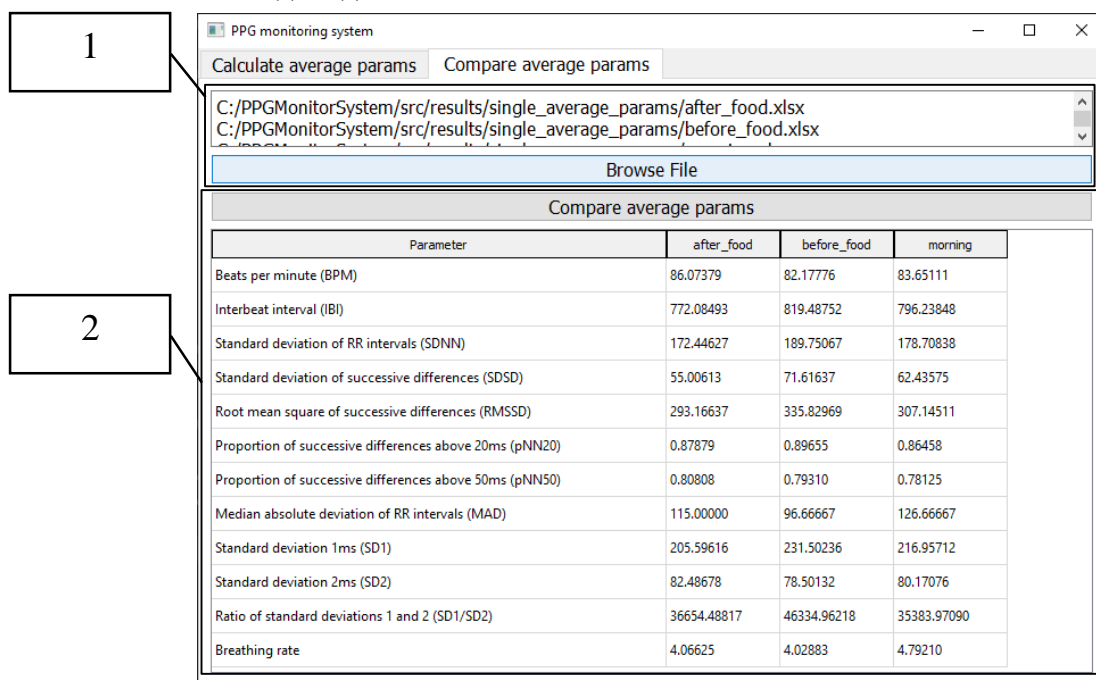 PPG monitoring system
1
Calculate average params Compare average params
C:/PPGMonitorSystem/src/results/single_average_params/after_food.xlsx
C:/PPGMonitorSystem/src/results/single_average_params/before_food.xlsx
Browse File
Compare average params
Parameter after_food before_food morning
Beats per minute (BPM) 86.07379 82.17776 83.65111
Interbeat interval (IBI) 772.08493 819.48752 796.23848
2
Standard deviation of RR intervals (SDNN) 172.44627 189.75067 178.70838
Standard deviation of successive differences (SDSD) 55.00613 71.61637 62.43575
Root mean square of successive differences (RMSSD) 293.16637 335.82969 307.14511
Proportion of successive differences above 20ms (pNN20) 0.87879 0.89655 0.86458
Proportion of successive differences above 50ms (pNN50) 0.80808 0.79310 0.78125
Median absolute deviation of RR intervals (MAD) 115.00000 96.66667 126.66667
Standard deviation 1ms (SD1) 205.59616 231.50236 216.95712
Standard deviation 2ms (SD2) 82.48678 78.50132 80.17076
Ratio of standard deviations 1 and 2 (SD1/SD2) 36654.48817 46334.96218 35383.97090
Breathing rate 4.06625 4.02883 4.79210